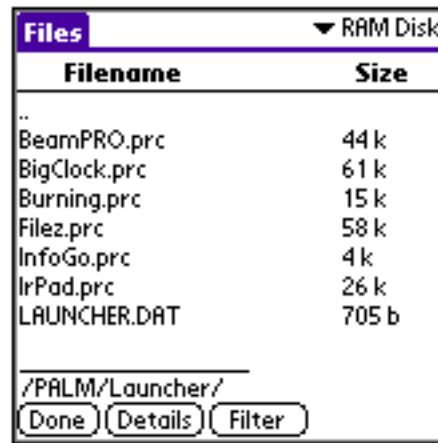 Files ▼ RAM Disk
Filename Size
..
BeamPRO.prc 44 k
BigClock.prc 61 k
Burning.prc 15 k
Filez.prc 58 k
InfoGo.prc 4 k
IrPad.prc 26 k
LAUNCHER.DAT 705 b
/PALM/Launcher/
Done Details Filter